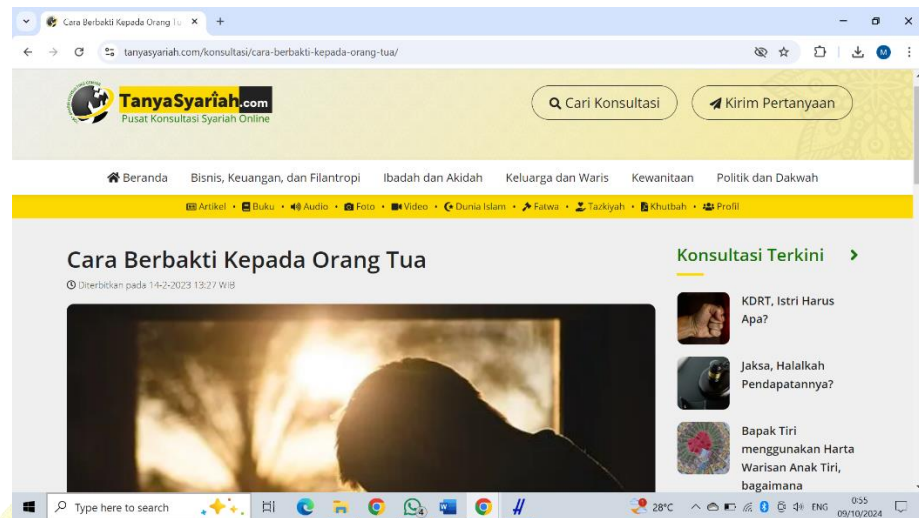 Cara Berbakti Kepada Orang Tu
tanyasyariah.com/konsultasi/cara-berbakti-kepada-orang-tua/
M
TanyaSyariah.com
Pusat Konsultasi Syariah Online
Cari Konsultasi
Kirim Pertanyaan
Beranda Bisnis, Keuangan, dan Filantropi Ibadah dan Akidah Keluarga dan Waris Kewanitaan Politik dan Dakwah
Artikel • Buku • Audio • Foto • Video • Dunia Islam • Fatwa • Tazkiyah • Khutbah • Profil
Cara Berbakti Kepada Orang Tua
Diterbitkan pada 14-2-2023 13:27 WIB
Konsultasi Terkini
KDRT, Istri Harus
Apa?
Jaksa, Halalkah
Pendapatannya?
Bapak Tiri
menggunakan Harta
Warisan Anak Tiri,
bagaimana
Type here to search
4
28°C
ENG
0:55
09/10/2024